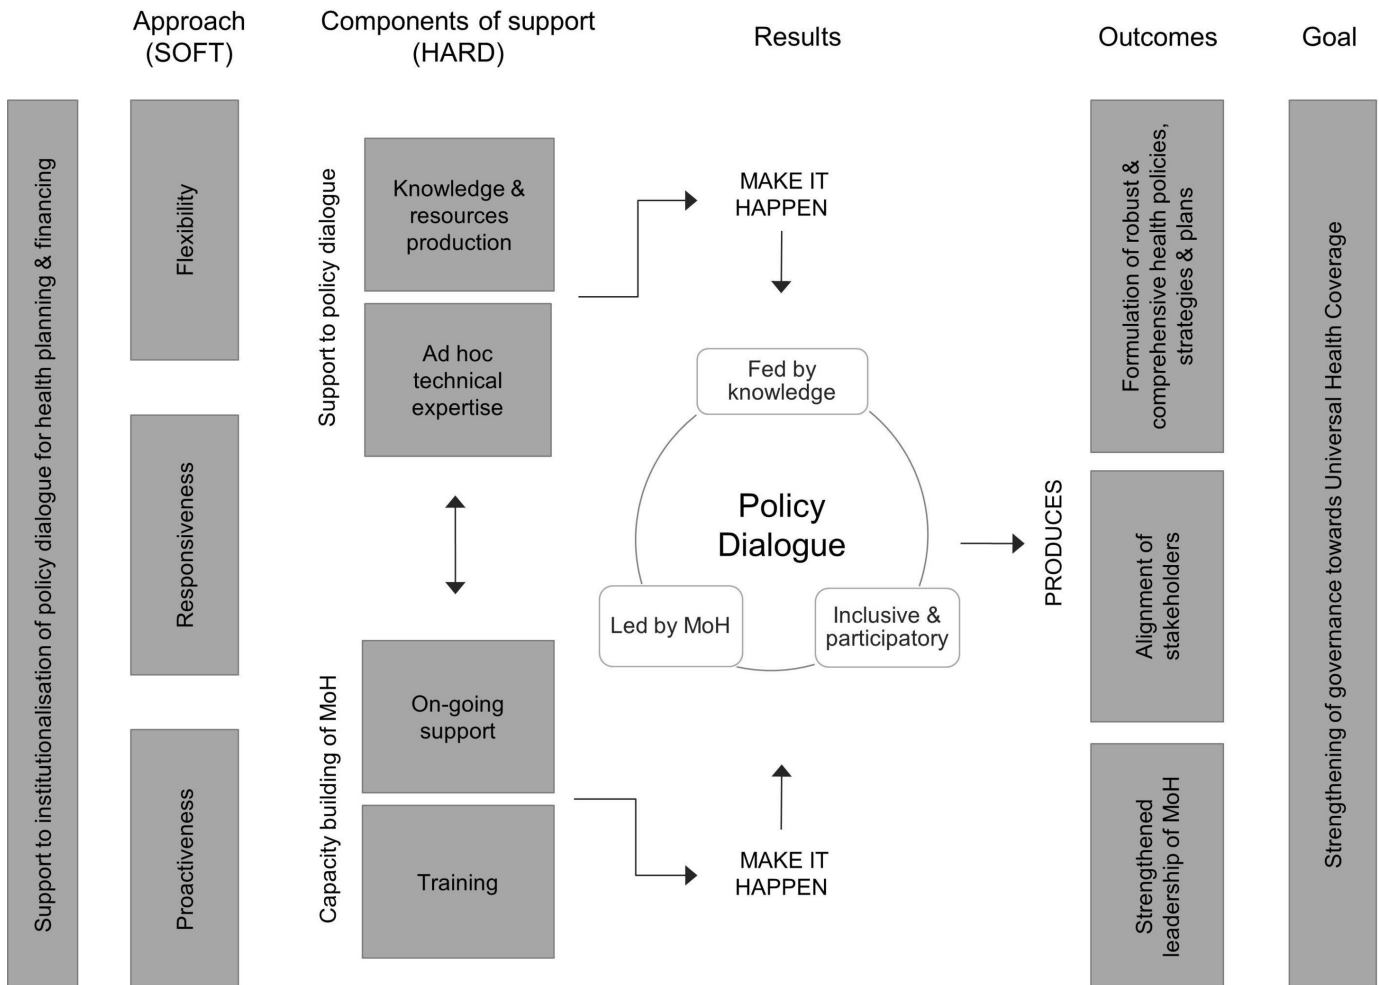 Approach
(SOFT)
Components of support
(HARD)
Results
Outcomes
Goal
Support to institutionalisation of policy dialogue for health planning & financing
Flexibility
Responsiveness
Proactiveness
Support to policy dialogue
Knowledge &
resources
production
Ad hoc
technical
expertise
Capacity building of MoH
On-going
support
Training
MAKE IT
HAPPEN
Fed by
knowledge
Policy
Dialogue
Led by MoH
Inclusive &
participatory
MAKE IT
HAPPEN
PRODUCES
Formulation of robust &
comprehensive health policies,
strategies & plans
Alignment of
stakeholders
Strengthened
leadership of MoH
Strengthening of governance towards Universal Health Coverage